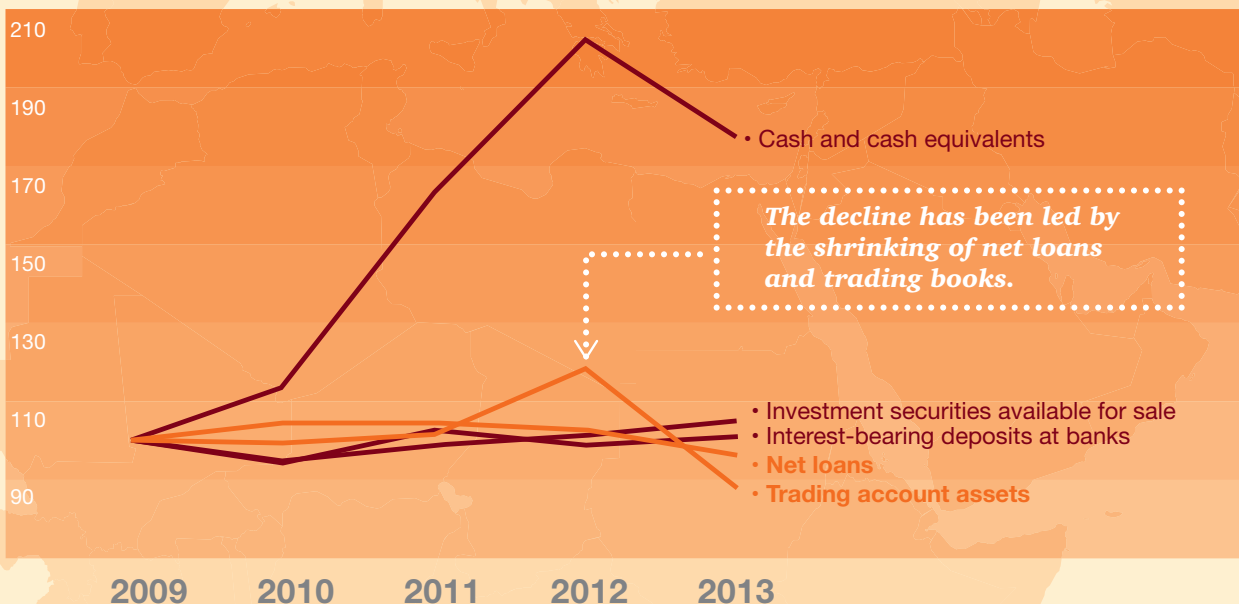 210
190
170
150
130
110
90
• Cash and cash equivalents
The decline has been led by
the shrinking of net loans
and trading books.
• Investment securities available for sale
• Interest-bearing deposits at banks
• Net loans
• Trading account assets
2009 2010 2011 2012 2013